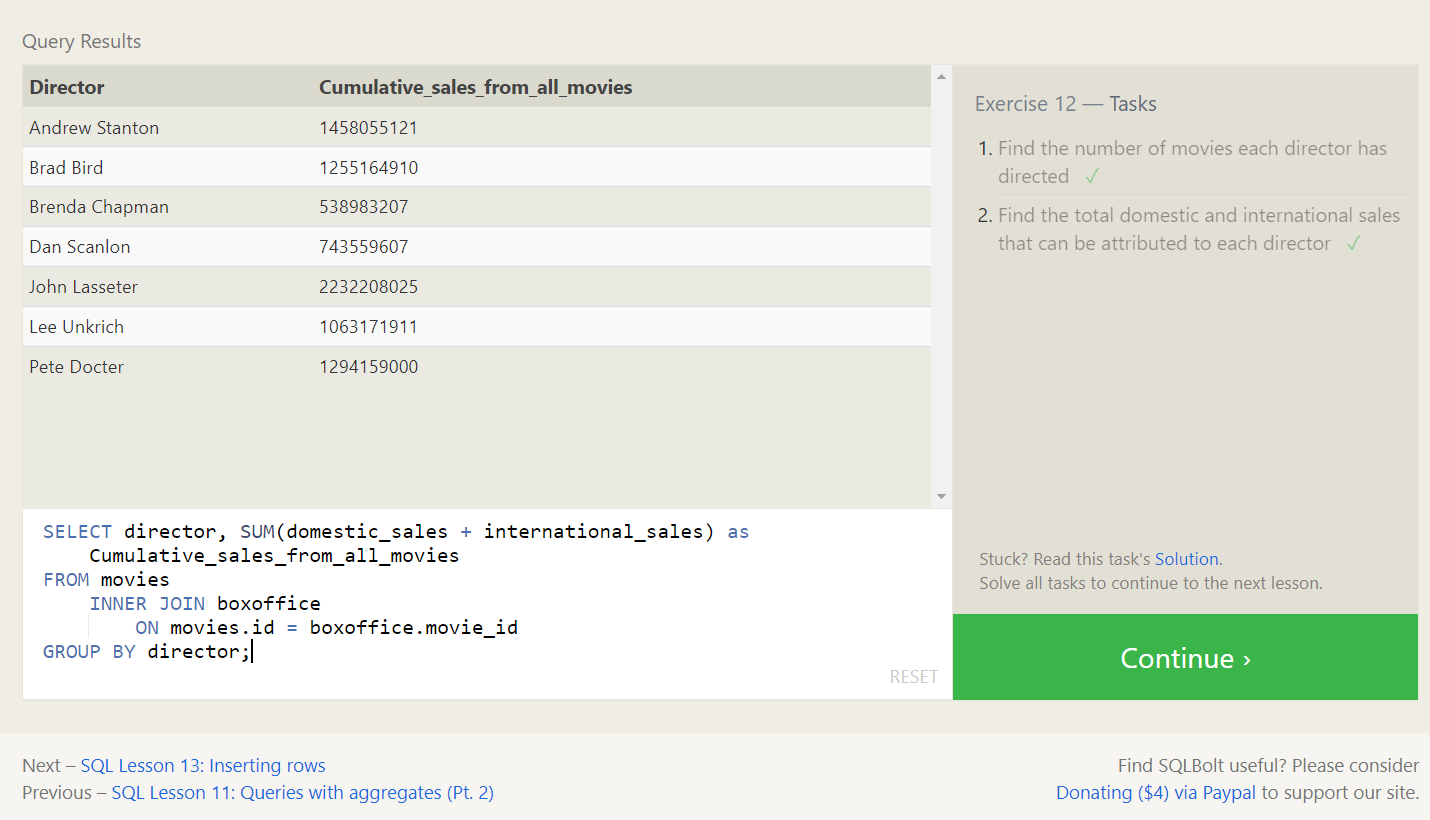 Query Results
Director Cumulative_sales_from_all_movies
Andrew Stanton 1458055121
Brad Bird 1255164910
Brenda Chapman 538983207
Dan Scanlon 743559607
John Lasseter 2232208025
Lee Unkrich 1063171911
Pete Docter 1294159000
SELECT director, SUM(domestic_sales + international_sales) as
Cumulative_sales_from_all_movies
FROM movies
INNER JOIN boxoffice
ON movies.id = boxoffice.movie_id
GROUP BY director;
RESET
Exercise 12 — Tasks
1. Find the number of movies each director has
directed ✓
2. Find the total domestic and international sales
that can be attributed to each director ✓
Stuck? Read this task's Solution.
Solve all tasks to continue to the next lesson.
Continue ›
Next – SQL Lesson 13: Inserting rows
Previous – SQL Lesson 11: Queries with aggregates (Pt. 2)
Find SQLBolt useful? Please consider
Donating ($4) via Paypal to support our site.